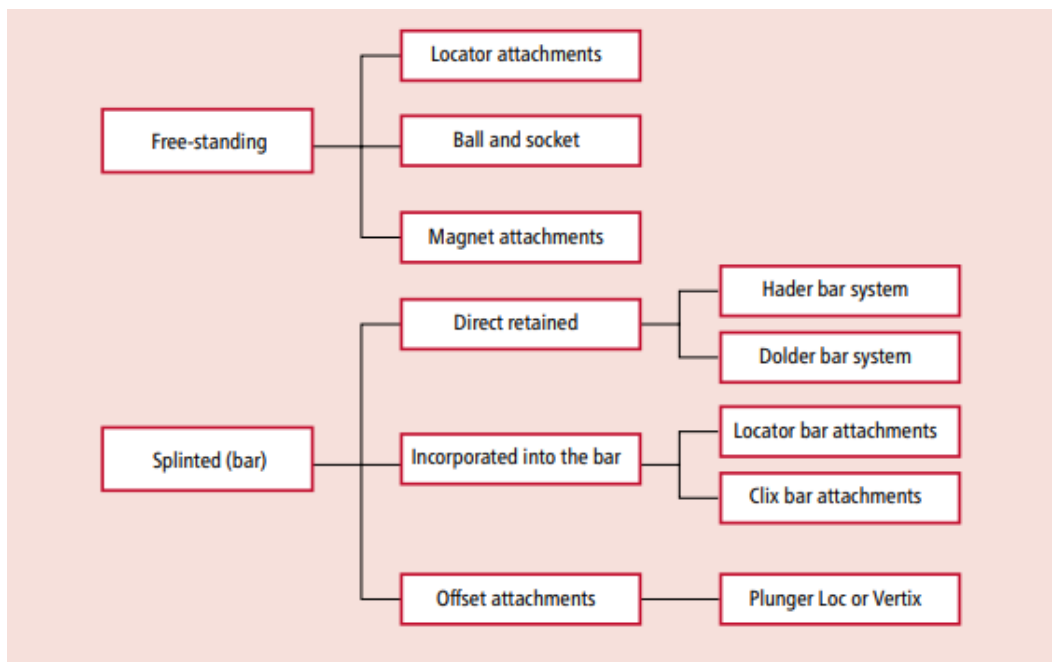 Free-standing
Locator attachments
Ball and socket
Magnet attachments
Splinted (bar)
Direct retained
Hader bar system
Dolder bar system
Incorporated into the bar
Locator bar attachments
Clix bar attachments
Offset attachments
Plunger Loc or Vertix